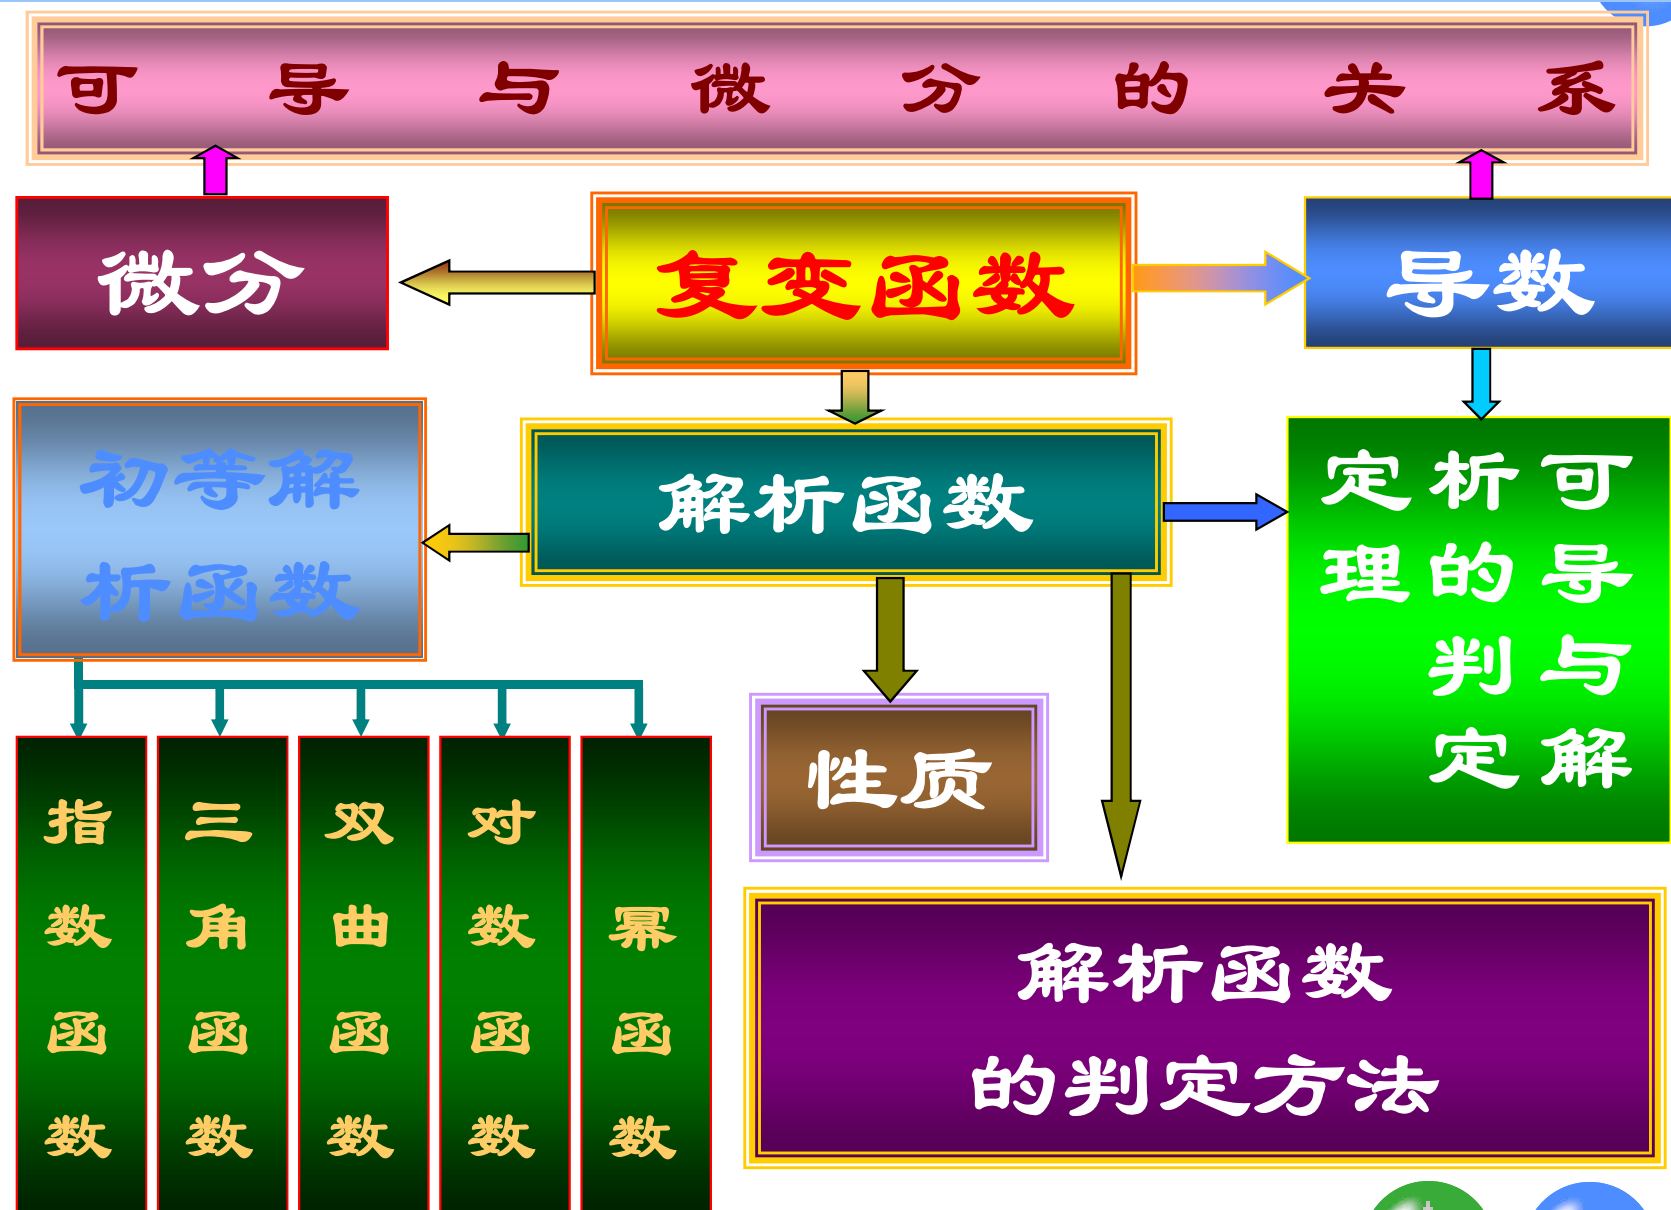 可导与微分的关系
微分
复变函数
导数
初等解
析函数
解析函数
可导与解
析的判定
定理
性质
指数函数
三角函数
双曲函数
对数函数
幂函数
解析函数
的判定方法